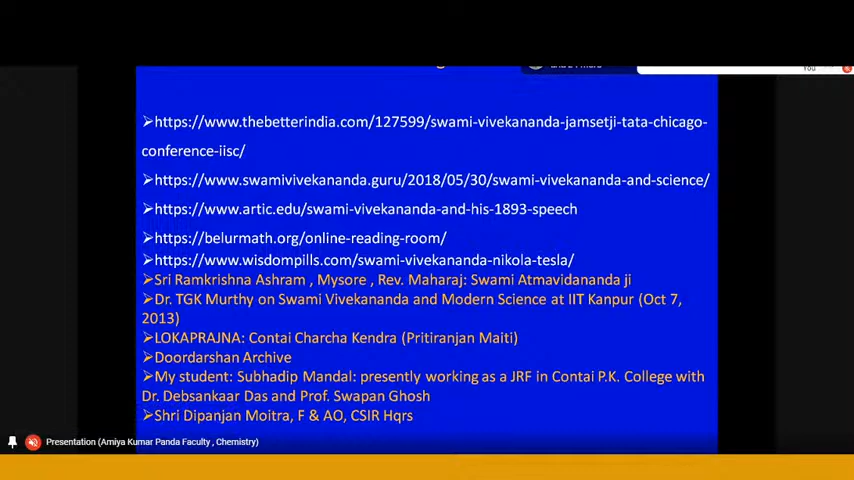 ➢https://www.thebetterindia.com/127599/swami-vivekananda-jamsetji-tata-chicago-
conference-iisc/
➢https://www.swamivivekananda.guru/2018/05/30/swami-vivekananda-and-science/
➢https://www.artic.edu/swami-vivekananda-and-his-1893-speech
➢https://belurmath.org/online-reading-room/
➢https://www.wisdompills.com/swami-vivekananda-nikola-tesla/
➢Sri Ramkrishna Ashram , Mysore , Rev. Maharaj: Swami Atmavidananda ji
➢Dr. TGK Murthy on Swami Vivekananda and Modern Science at IIT Kanpur (Oct 7,
2013)
➢LOKAPRAJNA: Contai Charcha Kendra (Pritiranjan Maiti)
➢Doordarshan Archive
➢My student: Subhadip Mandal: presently working as a JRF in Contai P.K. College with
Dr. Debsankaar Das and Prof. Swapan Ghosh
➢Shri Dipanjan Moitra, F & AO, CSIR Hqrs
Presentation (Amiya Kumar Panda Faculty , Chemistry)